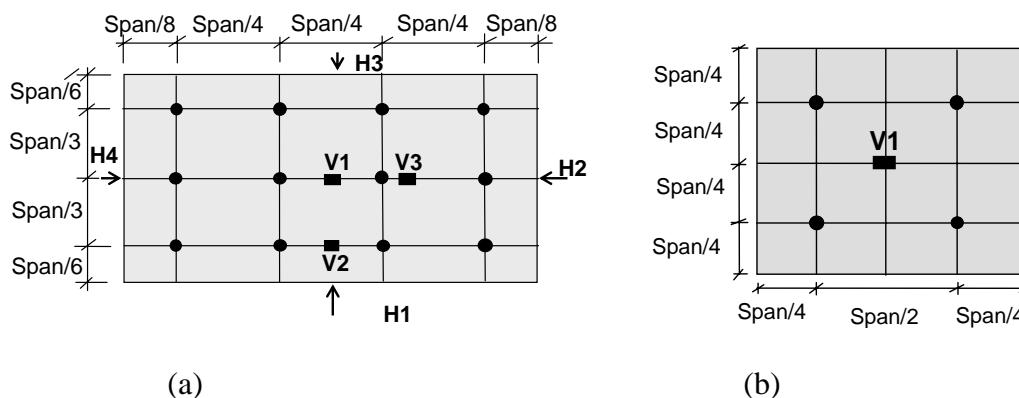 Span/8 Span/4 Span/4 Span/4 Span/8
H3
Span/6
Span/3
H4 V1 V3 H2
Span/3
V2
Span/6
H1
(a)
Span/4
Span/4
V1
Span/4
Span/4
Span/4 Span/2 Span/4
(b)